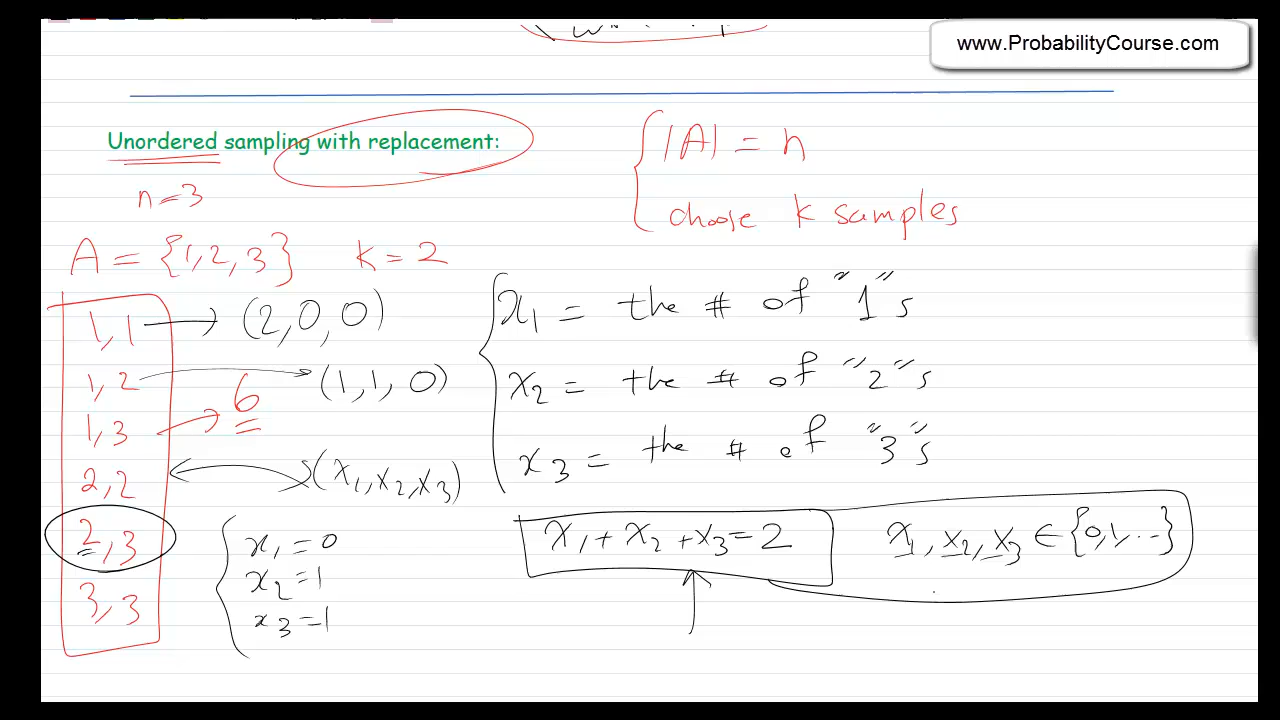 www.ProbabilityCourse.com
Unordered sampling with replacement:
|A| = n
choose k samples
n=3
A = {1,2,3} k = 2
1,1 → (2,0,0)
1,2 → (1,1,0)
1,3 → 6
2,2 (x1,x2,x3)
2,3
3,3
x1 = the # of "1"s
x2 = the # of "2"s
x3 = the # of "3"s
x1=0
x2=1
x3=1
x1+x2+x3=2 x1,x2,x3 ∈ {0,1,...}